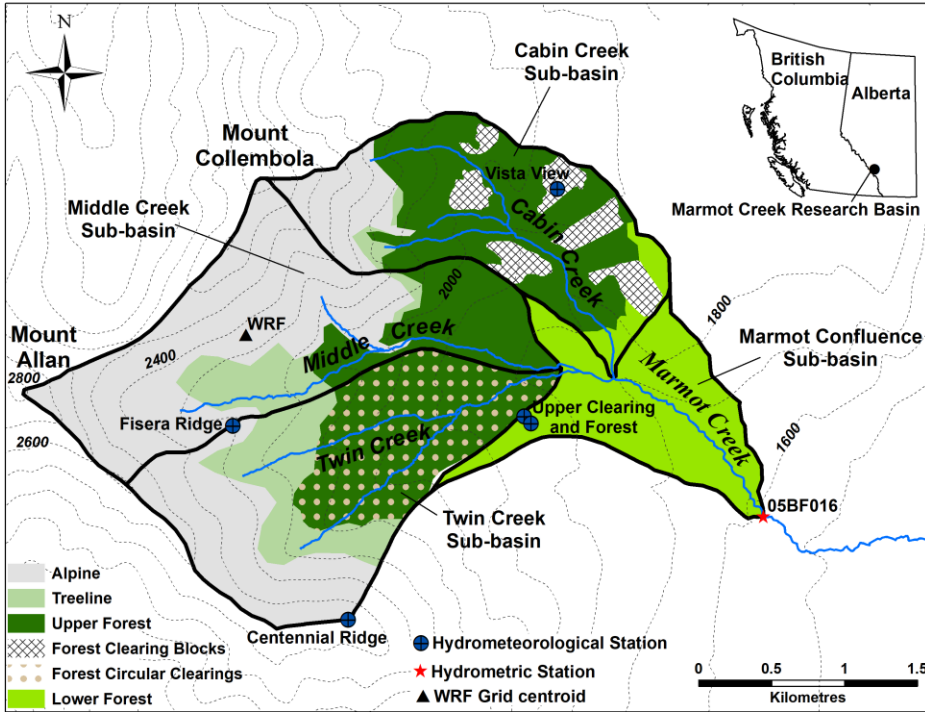 N
Cabin Creek
Sub-basin
British
Columbia
Alberta
Marmot Creek Research Basin
Mount
Collembola
Vista View
Middle Creek
Sub-basin
Cabin Creek
2000
WRF
Middle Creek
1800
Marmot Confluence
Sub-basin
Mount
Allan
2400
2800
2600
Fisera Ridge
Upper Clearing
and Forest
Twin Creek
Marmot Creek
1600
05BF016
Twin Creek
Sub-basin
Centennial Ridge
Alpine
Treeline
Upper Forest
Forest Clearing Blocks
Forest Circular Clearings
Lower Forest
Hydrometeorological Station
Hydrometric Station
WRF Grid centroid
0 0.5 1 1.5
Kilometres